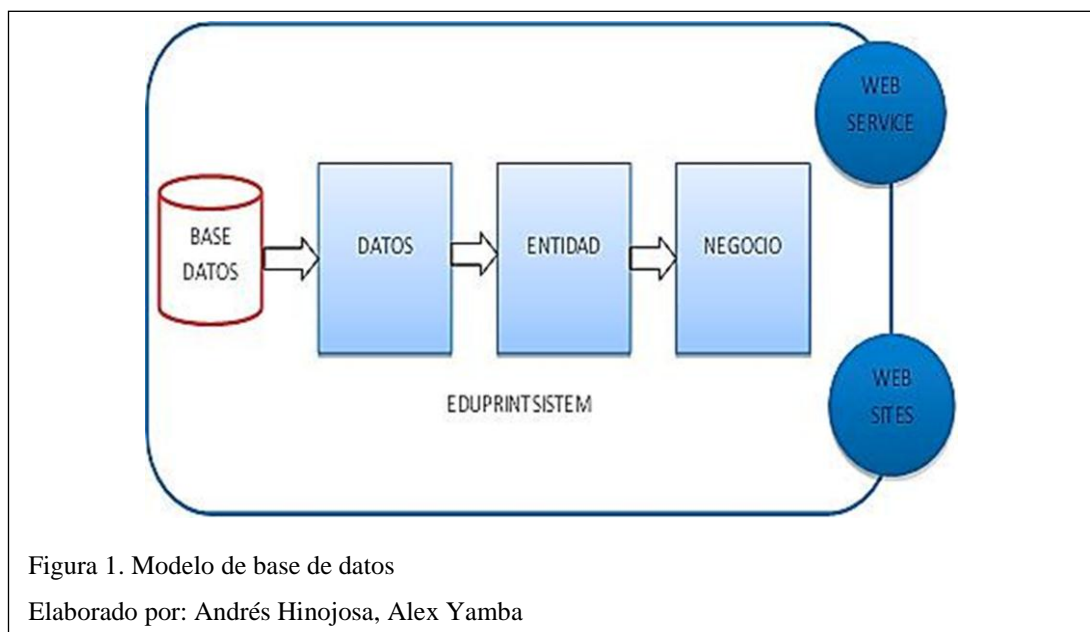 WEB
SERVICE
BASE
DATOS
DATOS
ENTIDAD
NEGOCIO
EDUPRINTSISTEM
WEB
SITES
Figura 1. Modelo de base de datos
Elaborado por: Andrés Hinojosa, Alex Yamba